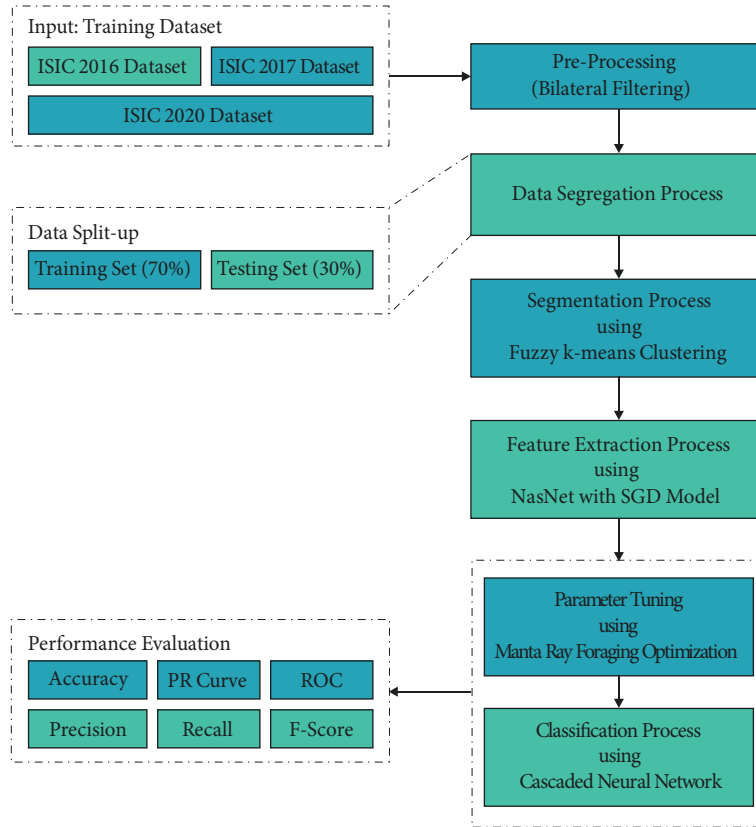 Input: Training Dataset
ISIC 2016 Dataset
ISIC 2017 Dataset
ISIC 2020 Dataset
Pre-Processing
(Bilateral Filtering)
Data Segregation Process
Data Split-up
Training Set (70%)
Testing Set (30%)
Segmentation Process
using
Fuzzy k-means Clustering
Feature Extraction Process
using
NasNet with SGD Model
Parameter Tuning
using
Manta Ray Foraging Optimization
Classification Process
using
Cascaded Neural Network
Performance Evaluation
Accuracy
PR Curve
ROC
Precision
Recall
F-Score